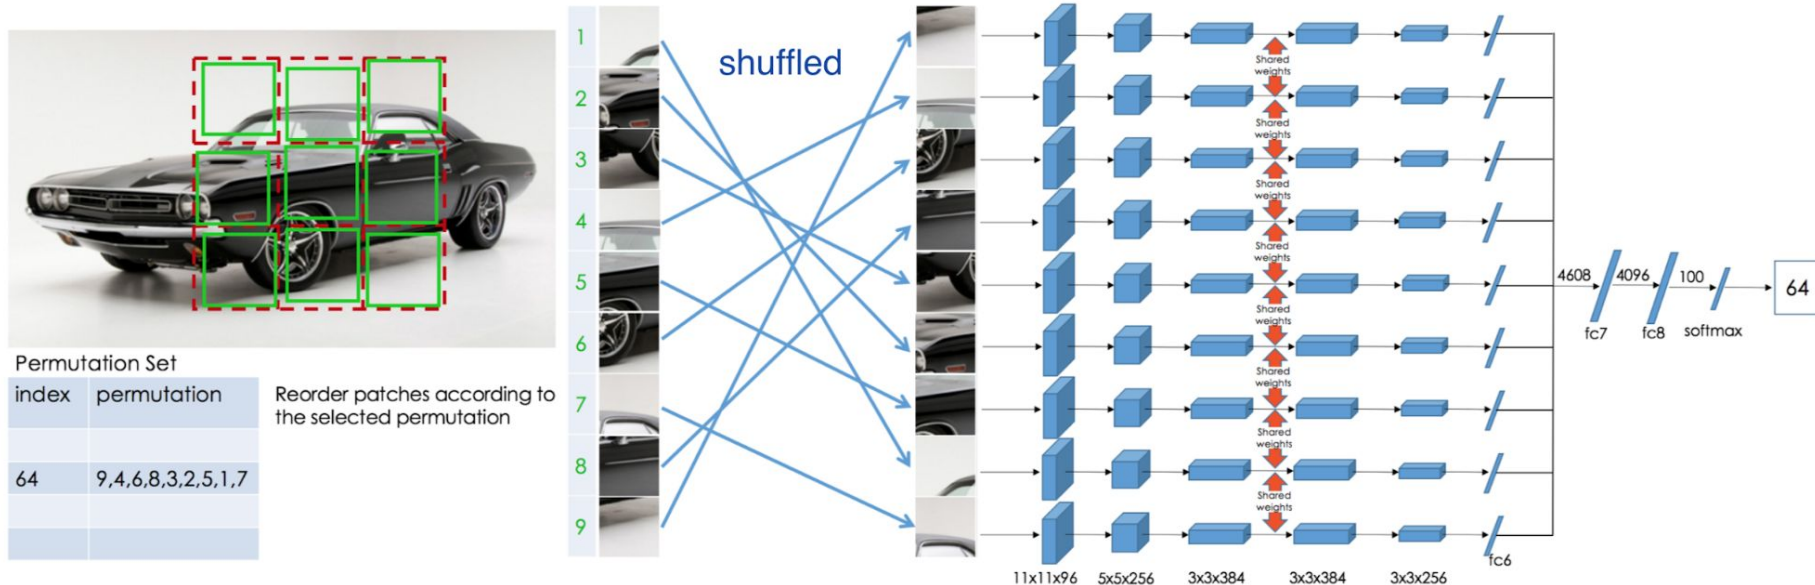 Permutation Set
index permutation
64 9,4,6,8,3,2,5,1,7
Reorder patches according to
the selected permutation
1
2
3
4
5
6
7
8
9
shuffled
Shared
weights
Shared
weights
Shared
weights
Shared
weights
Shared
weights
Shared
weights
Shared
weights
Shared
weights
11x11x96 5x5x256 3x3x384 3x3x384 3x3x256
fc6
4608 4096 100
fc7 fc8 softmax
64